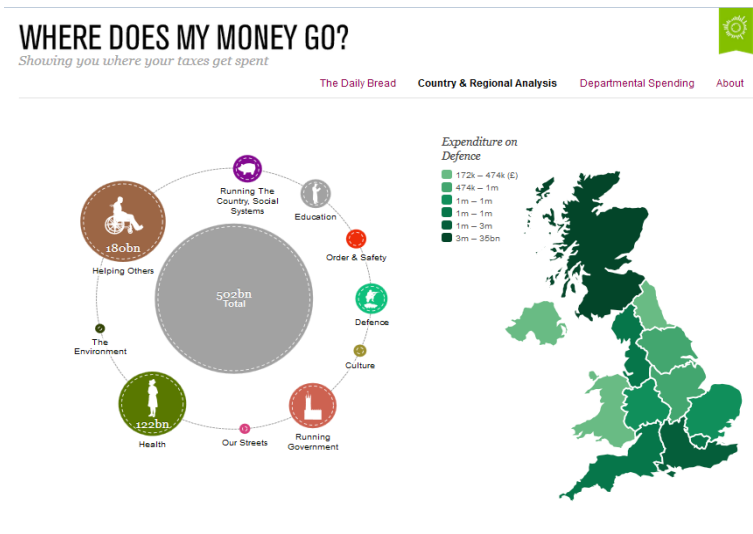 WHERE DOES MY MONEY GO?
Showing you where your taxes get spent
The Daily Bread
Country & Regional Analysis
Departmental Spending
About
Running The
Country, Social
Systems
Education
Order & Safety
Defence
Culture
Running
Government
Our Streets
122bn
Health
The
Environment
180bn
Helping Others
502bn
Total
Expenditure on
Defence
172k – 474k (£)
474k – 1m
1m – 1m
1m – 1m
1m – 3m
3m – 35bn